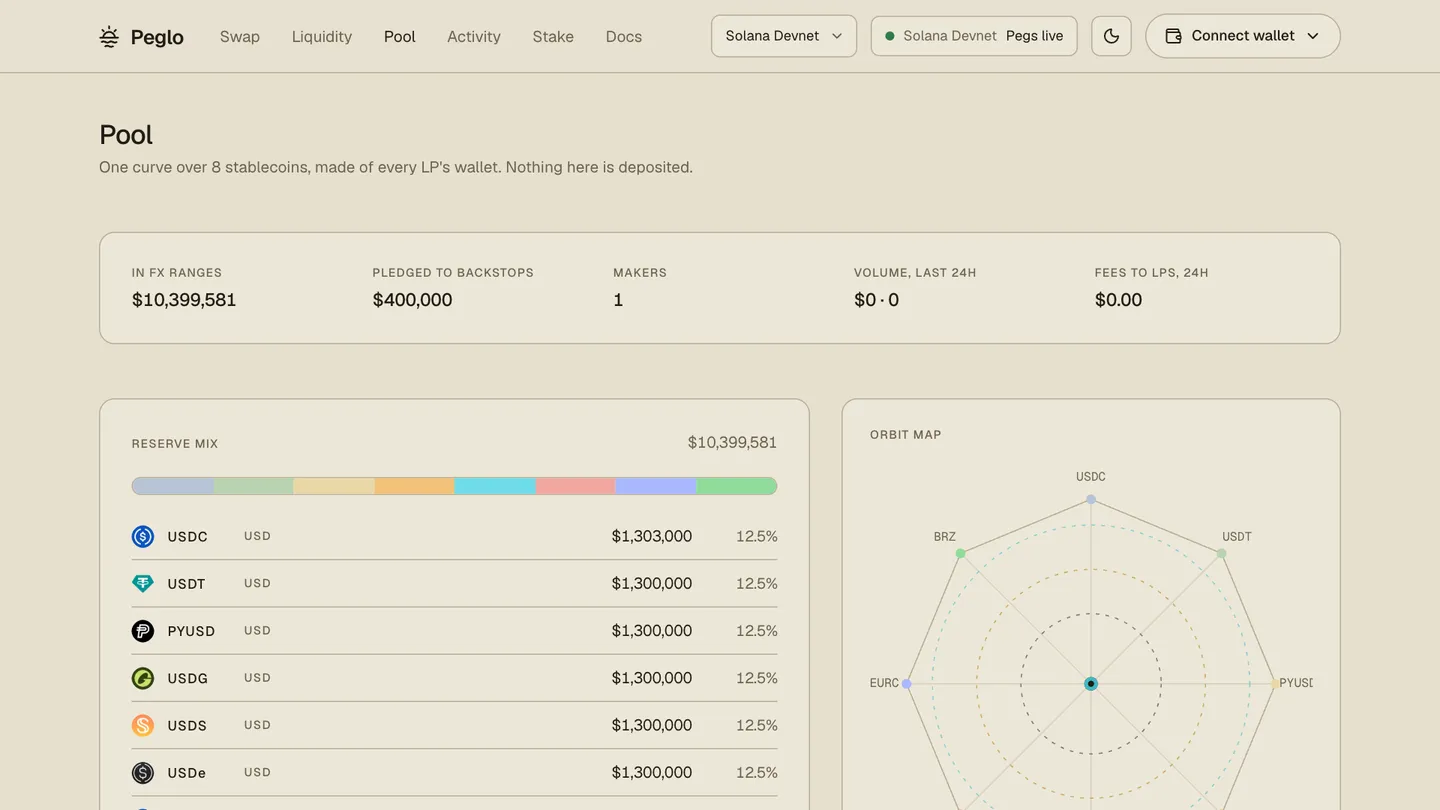 Peglo Swap Liquidity Pool Activity Stake Docs Solana Devnet Solana Devnet Pegs live Connect wallet
Pool
One curve over 8 stablecoins, made of every LP's wallet. Nothing here is deposited.
IN FX RANGES PLEDGED TO BACKSTOPS MAKERS VOLUME, LAST 24H FEES TO LPS, 24H
$10,399,581 $400,000 1 $0 · 0 $0.00
RESERVE MIX $10,399,581
USDC USD $1,303,000 12.5%
USDT USD $1,300,000 12.5%
PYUSD USD $1,300,000 12.5%
USDG USD $1,300,000 12.5%
USDS USD $1,300,000 12.5%
USDe USD $1,300,000 12.5%
ORBIT MAP
USDC
BRZ USDT
EURC PYUSD